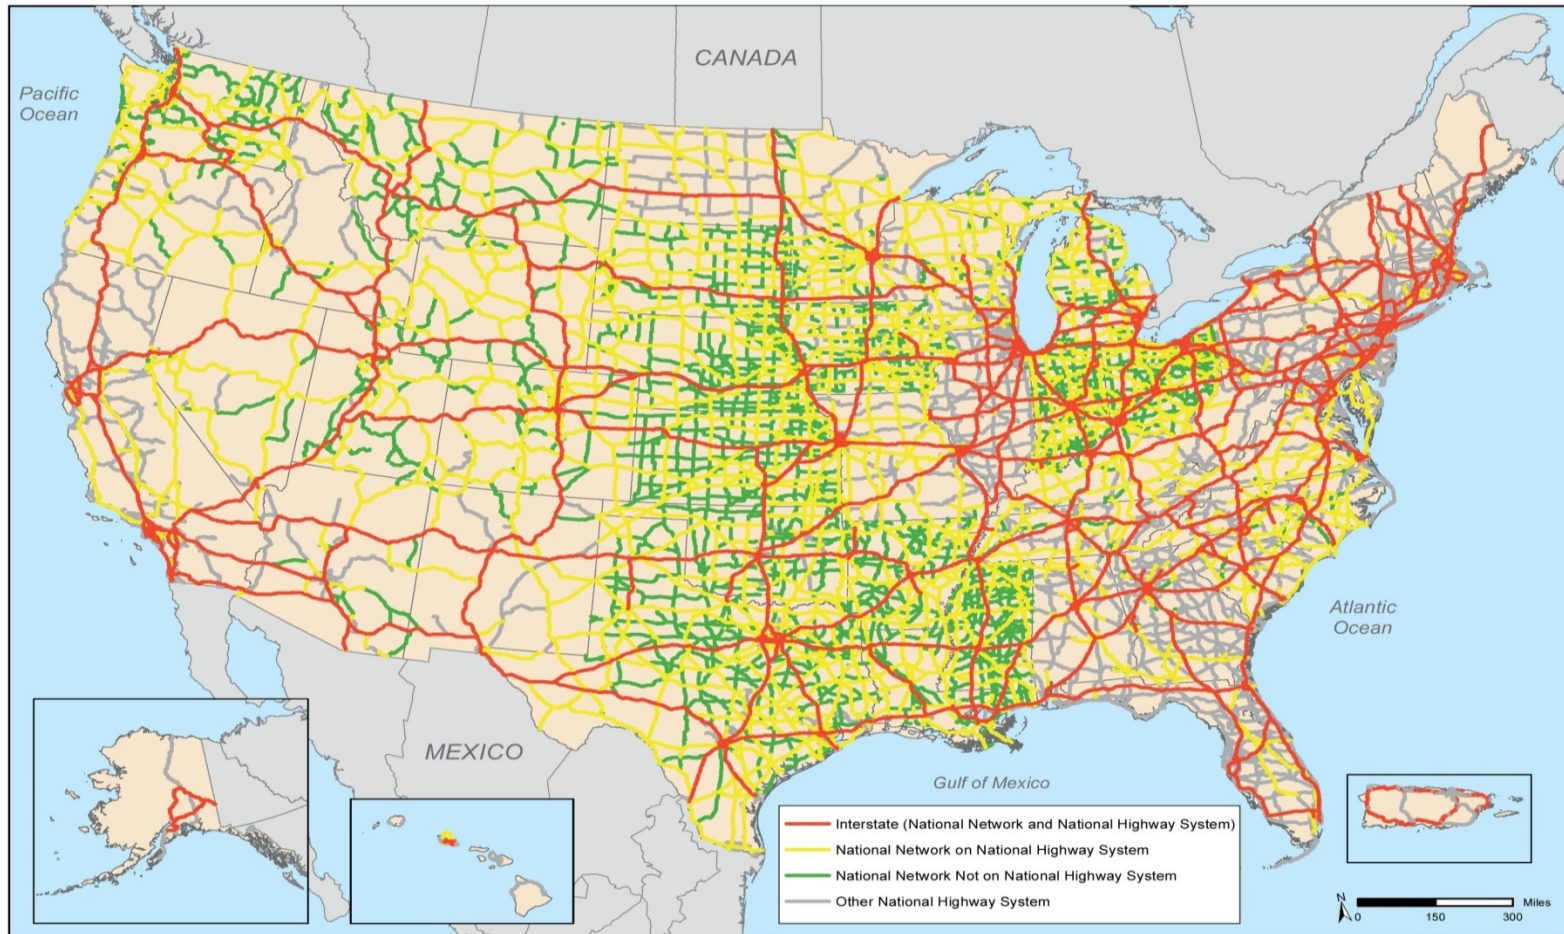 CANADA
Pacific
Ocean
Atlantic
Ocean
MEXICO
Gulf of Mexico
Interstate (National Network and National Highway System)
National Network on National Highway System
National Network Not on National Highway System
Other National Highway System
N
Miles
0 150 300